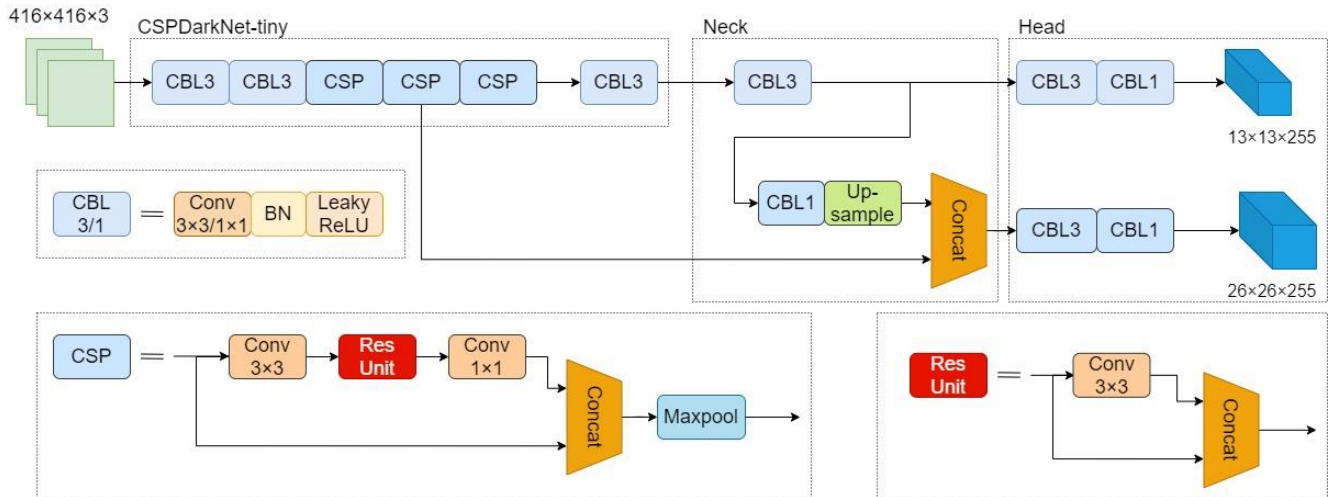 416×416×3
CSPDarkNet-tiny
Neck
Head
CBL3
CBL3
CSP
CSP
CSP
CBL3
CBL3
CBL3
CBL1
13×13×255
CBL
3/1
Conv
3×3/1×1
BN
Leaky
ReLU
CBL1
Up-
sample
Concat
CBL3
CBL1
26×26×255
CSP
Conv
3×3
Res
Unit
Conv
1×1
Concat
Maxpool
Res
Unit
Conv
3×3
Concat